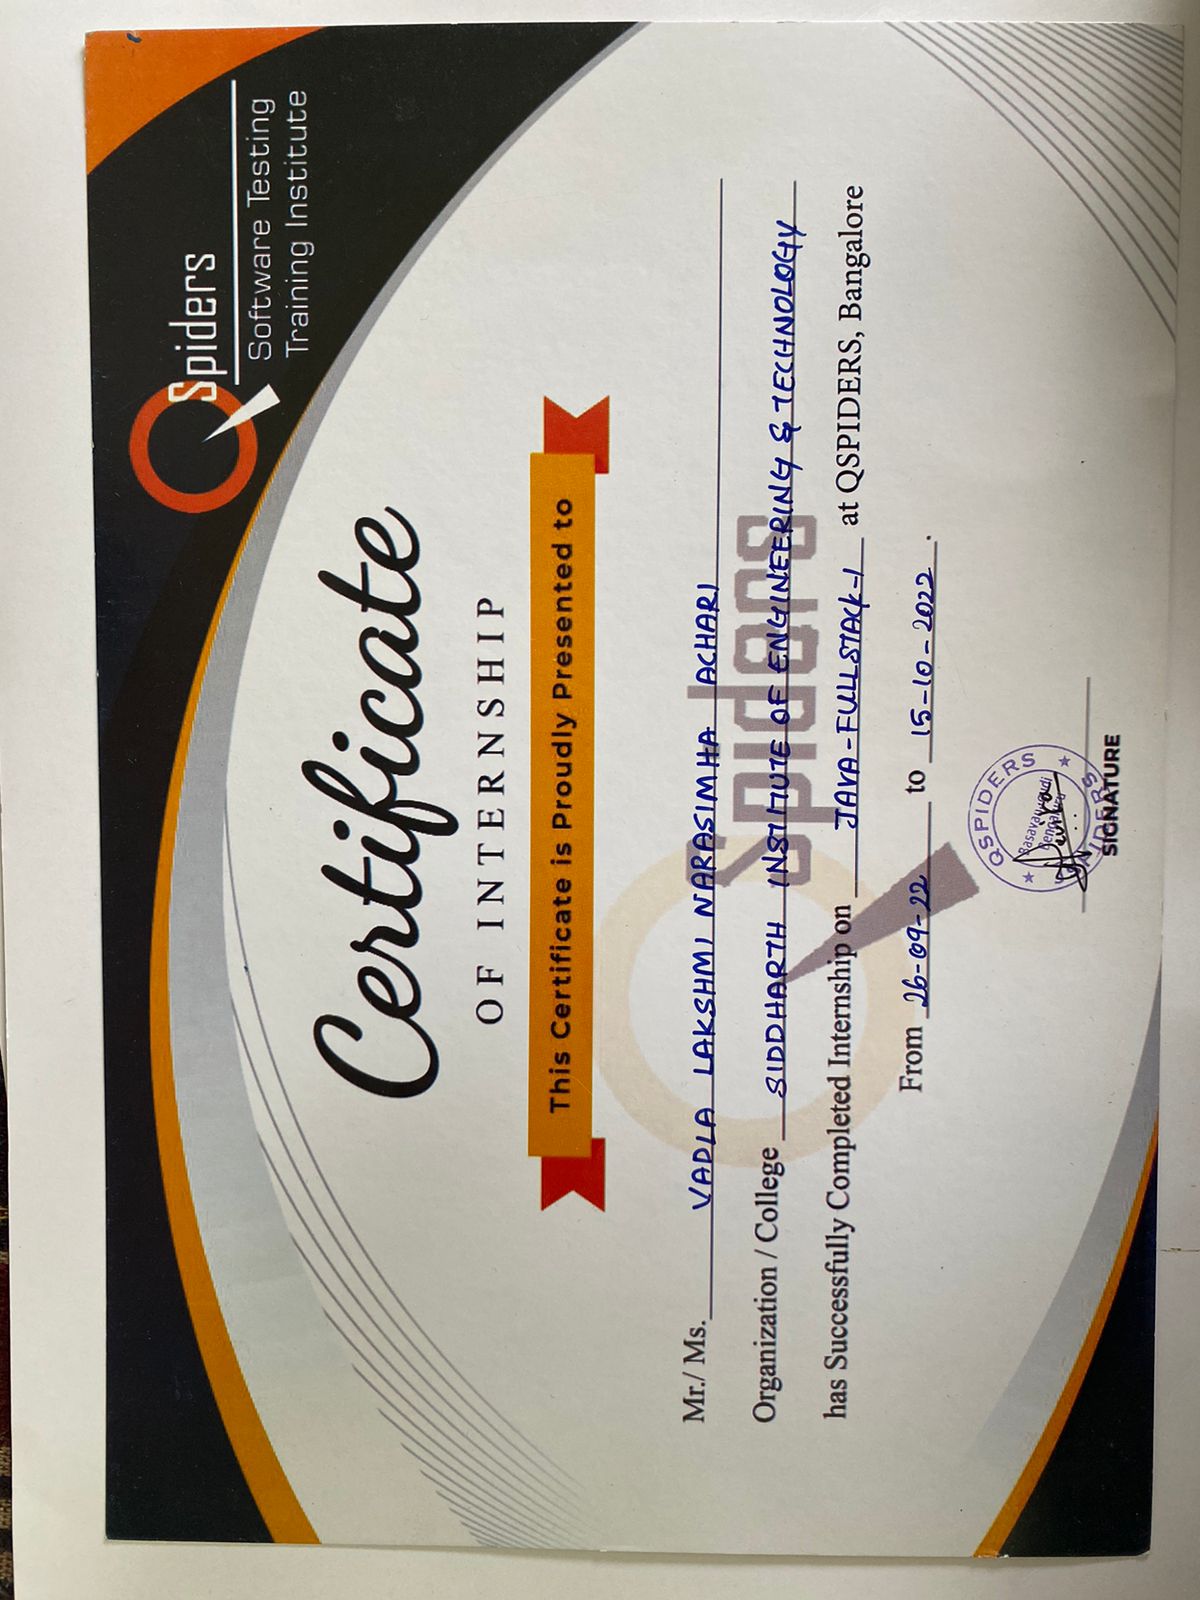 QSpiders
Software Testing
Training Institute
Certificate
OF INTERNSHIP
This Certificate is Proudly Presented to
Mr./ Ms. VADLA LAKSHMI NARASIMHA ACHARI
Organization / College SIDDHARTH INSTITUTE OF ENGINEERING & TECHNOLOGY
has Successfully Completed Internship on JAVA-FULLSTACK-1 at QSPIDERS, Bangalore
From 26-09-22 to 15-10-2022.
QSPIDERS
Basavanagudi
SIGNATURE
Spiders